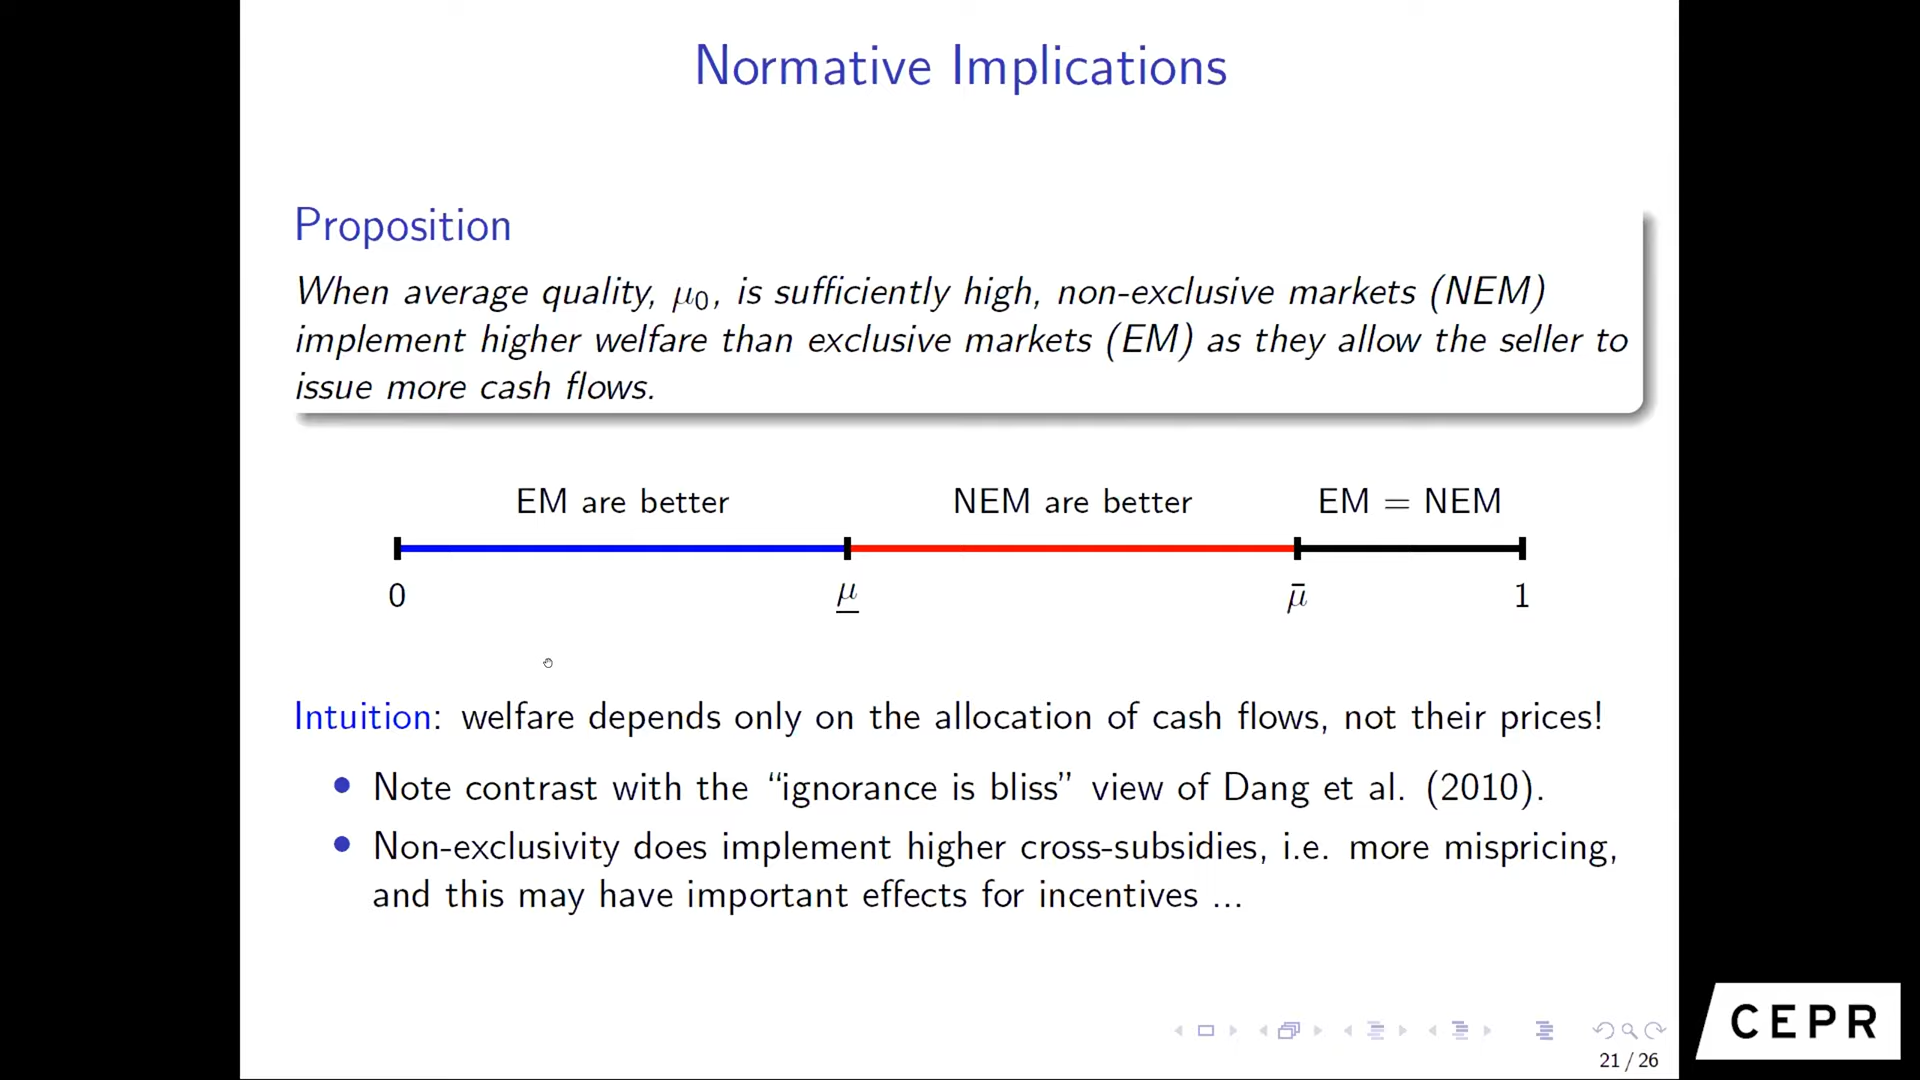 Normative Implications
Proposition
When average quality, μ₀, is sufficiently high, non-exclusive markets (NEM)
implement higher welfare than exclusive markets (EM) as they allow the seller to
issue more cash flows.
EM are better NEM are better EM = NEM
0 μ̲ μ̄ 1
Intuition: welfare depends only on the allocation of cash flows, not their prices!
Note contrast with the “ignorance is bliss” view of Dang et al. (2010).
Non-exclusivity does implement higher cross-subsidies, i.e. more mispricing,
and this may have important effects for incentives ...
21 / 26
CEPR